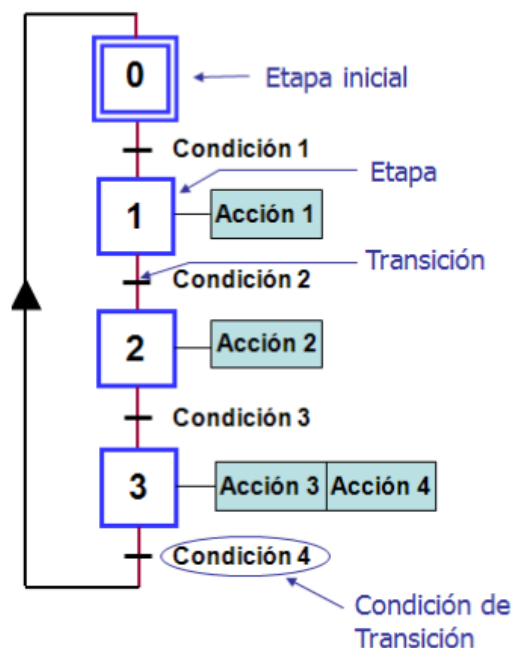 0
Etapa inicial
Condición 1
Etapa
1
Acción 1
Transición
Condición 2
2
Acción 2
Condición 3
3
Acción 3 Acción 4
Condición 4
Condición de
Transición